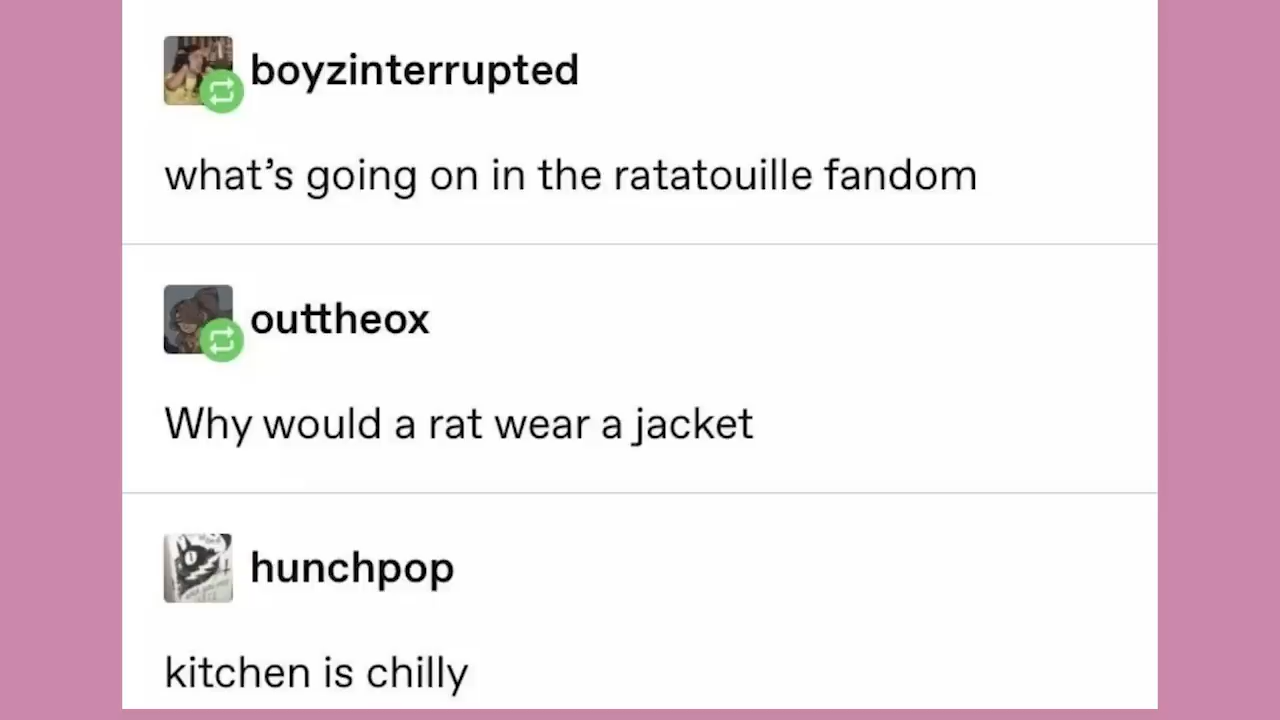 boyzinterrupted
what’s going on in the ratatouille fandom
outtheox
Why would a rat wear a jacket
hunchpop
kitchen is chilly